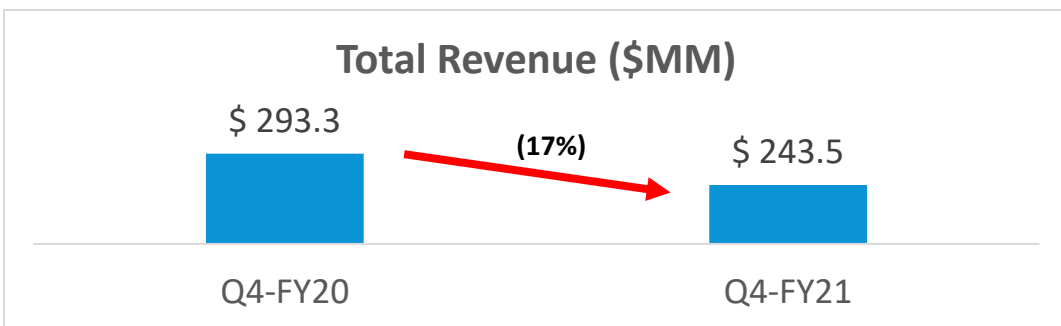 Total Revenue ($MM)
$ 293.3
(17%)
$ 243.5
Q4-FY20
Q4-FY21